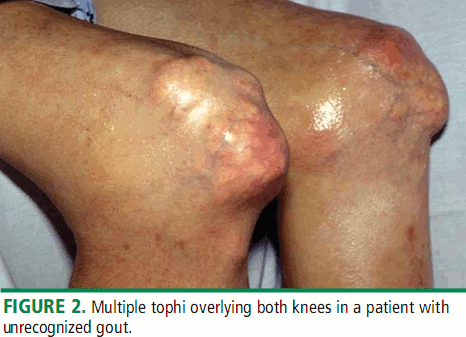 FIGURE 2. Multiple tophi overlying both knees in a patient with
unrecognized gout.